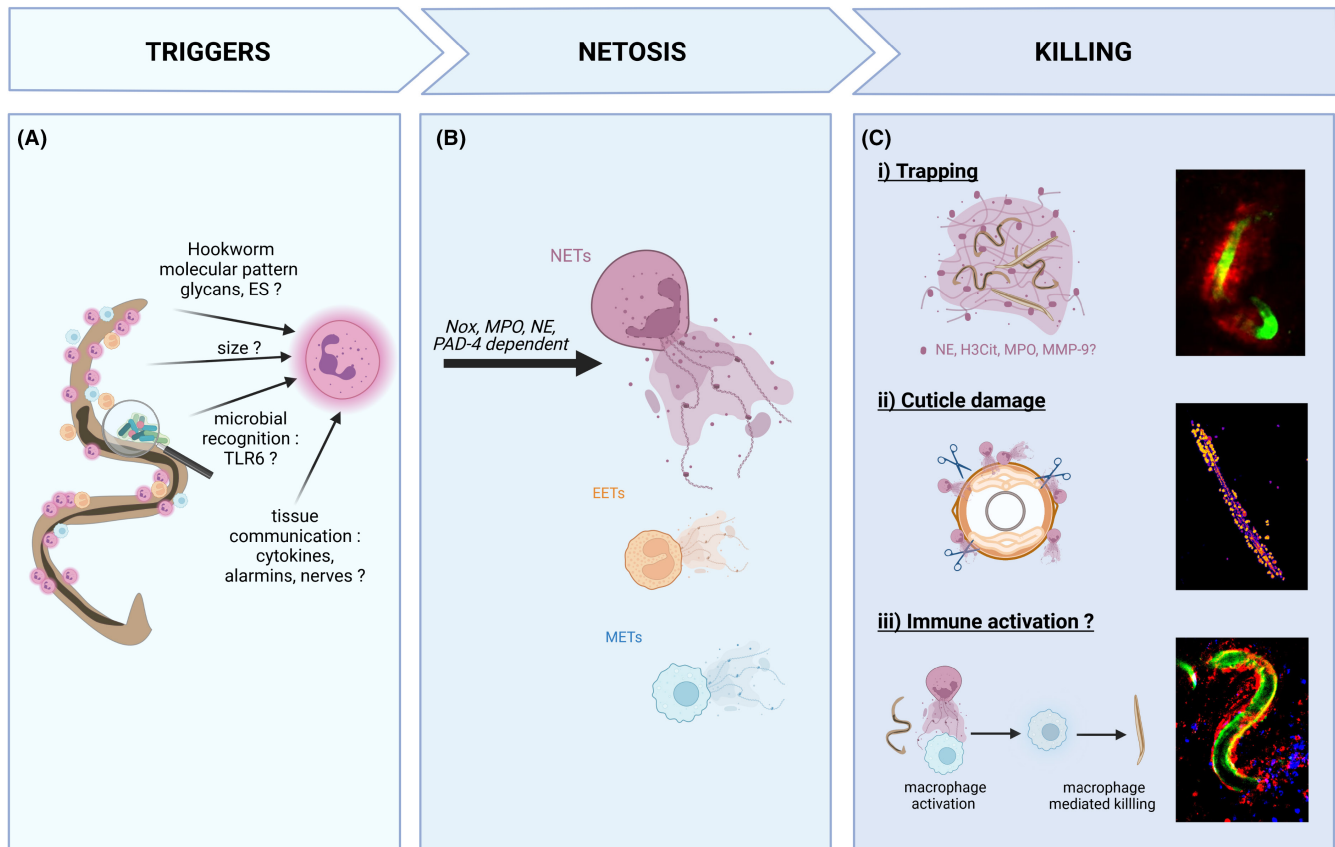 TRIGGERS
NETOSIS
KILLING
(A)
Hookworm
molecular pattern
glycans, ES ?
size ?
microbial
recognition :
TLR6 ?
tissue
communication :
cytokines,
alarmins, nerves ?
(B)
NETs
Nox, MPO, NE,
PAD-4 dependent
EETs
METs
(C)
i) Trapping
NE, H3Cit, MPO, MMP-9?
ii) Cuticle damage
iii) Immune activation ?
macrophage
activation
macrophage
mediated killling